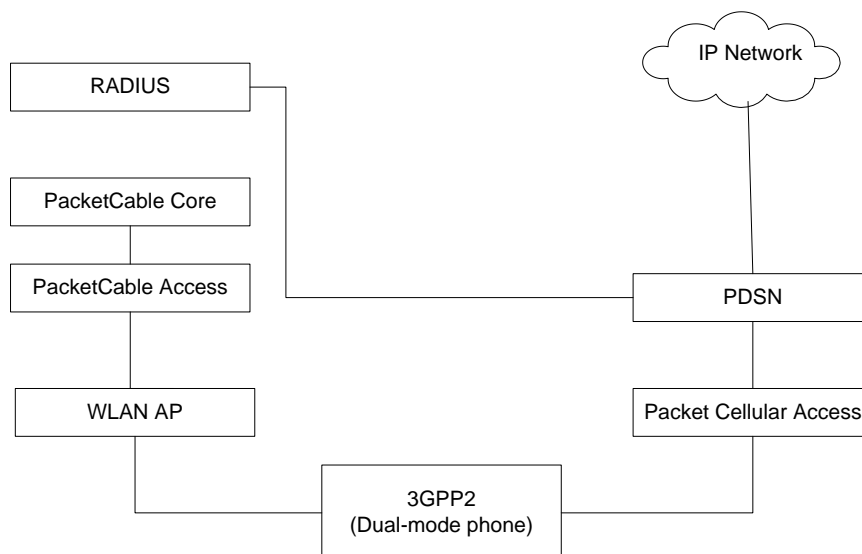 IP Network
RADIUS
PacketCable Core
PacketCable Access
PDSN
WLAN AP
Packet Cellular Access
3GPP2
(Dual-mode phone)